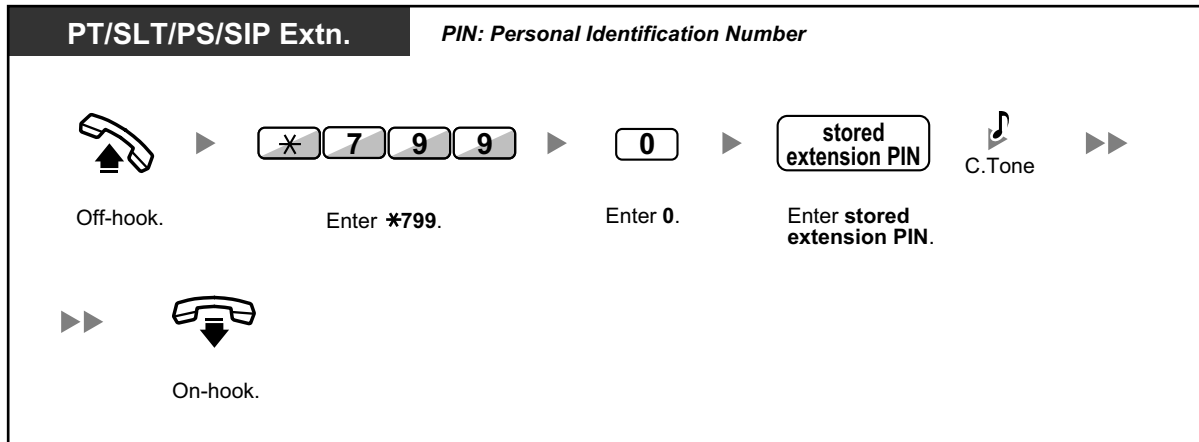 PT/SLT/PS/SIP Extn.
PIN: Personal Identification Number
* 7 9 9
0
stored
extension PIN
C.Tone
Off-hook.
Enter *799.
Enter 0.
Enter stored
extension PIN.
On-hook.